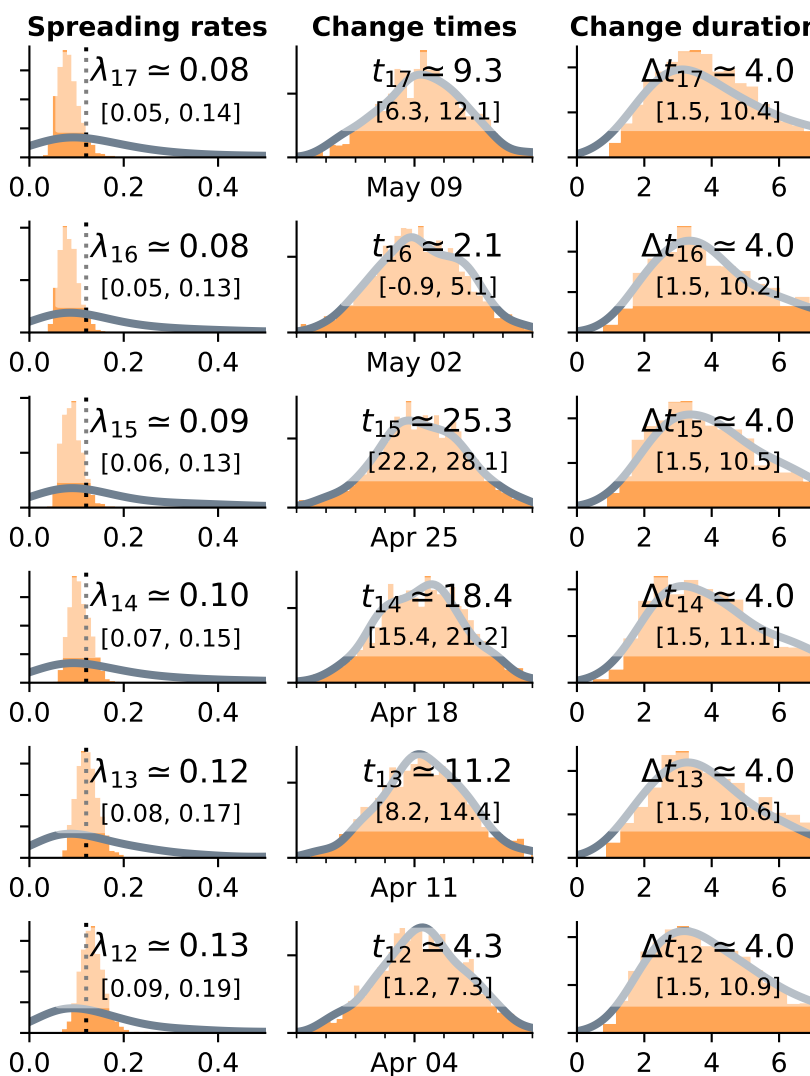 Spreading rates Change times Change duration
λ17 ≃ 0.08 t17 ≃ 9.3 Δt17 ≃ 4.0
[0.05, 0.14] [6.3, 12.1] [1.5, 10.4]
0.0 0.2 0.4 May 09 0 2 4 6
λ16 ≃ 0.08 t16 ≃ 2.1 Δt16 ≃ 4.0
[0.05, 0.13] [-0.9, 5.1] [1.5, 10.2]
0.0 0.2 0.4 May 02 0 2 4 6
λ15 ≃ 0.09 t15 ≃ 25.3 Δt15 ≃ 4.0
[0.06, 0.13] [22.2, 28.1] [1.5, 10.5]
0.0 0.2 0.4 Apr 25 0 2 4 6
λ14 ≃ 0.10 t14 ≃ 18.4 Δt14 ≃ 4.0
[0.07, 0.15] [15.4, 21.2] [1.5, 11.1]
0.0 0.2 0.4 Apr 18 0 2 4 6
λ13 ≃ 0.12 t13 ≃ 11.2 Δt13 ≃ 4.0
[0.08, 0.17] [8.2, 14.4] [1.5, 10.6]
0.0 0.2 0.4 Apr 11 0 2 4 6
λ12 ≃ 0.13 t12 ≃ 4.3 Δt12 ≃ 4.0
[0.09, 0.19] [1.2, 7.3] [1.5, 10.9]
0.0 0.2 0.4 Apr 04 0 2 4 6